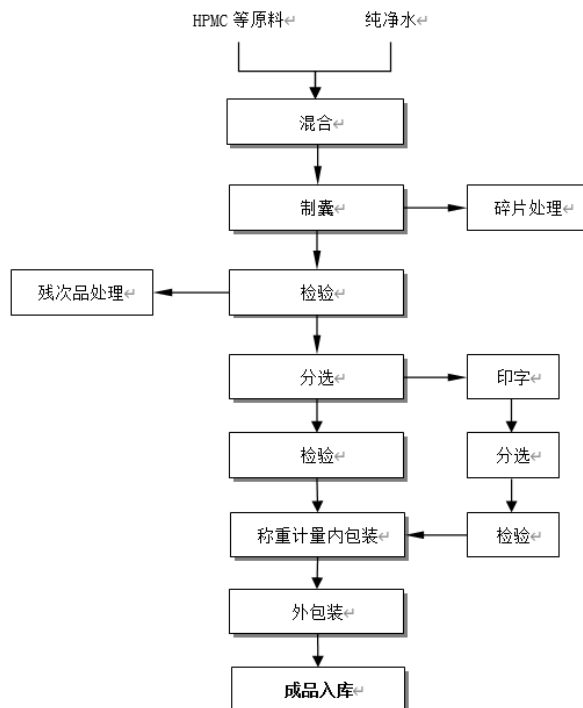 HPMC 等原料↵ 纯净水↵
混合↵
制囊↵ 碎片处理↵
残次品处理↵ 检验↵
分选↵ 印字↵
检验↵ 分选↵
称重计量内包装↵ 检验↵
外包装↵
成品入库↵